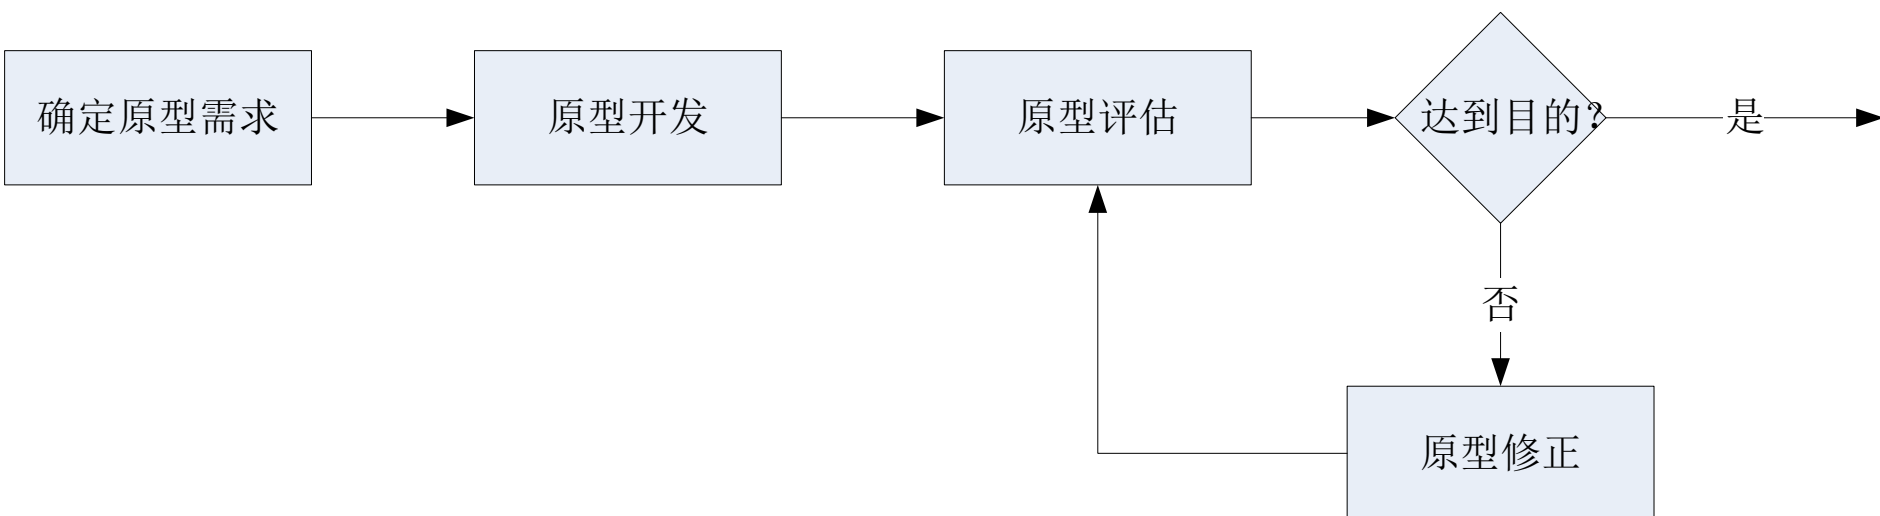 确定原型需求
原型开发
原型评估
达到目的?
是
否
原型修正